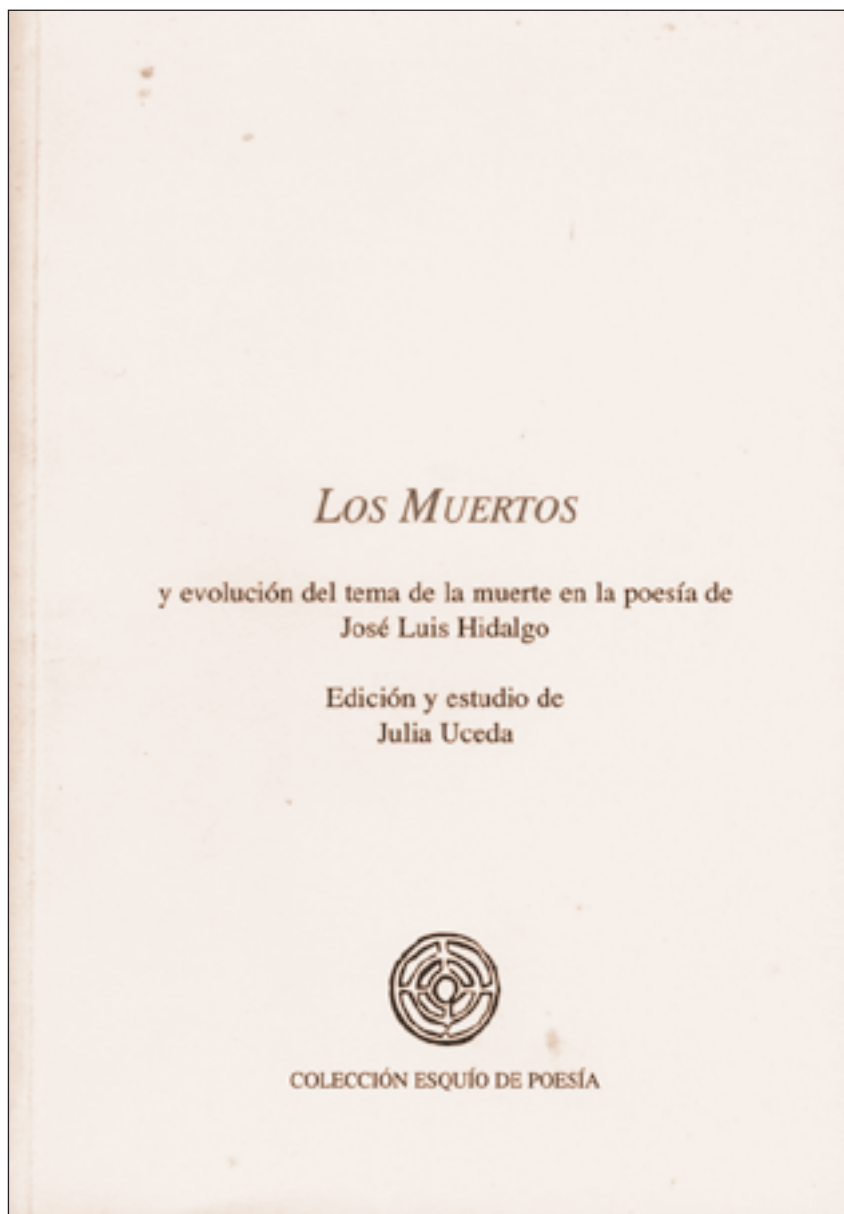 LOS MUERTOS
y evolución del tema de la muerte en la poesía de
José Luis Hidalgo
Edición y estudio de
Julia Uceda
COLECCIÓN ESQUÍO DE POESÍA